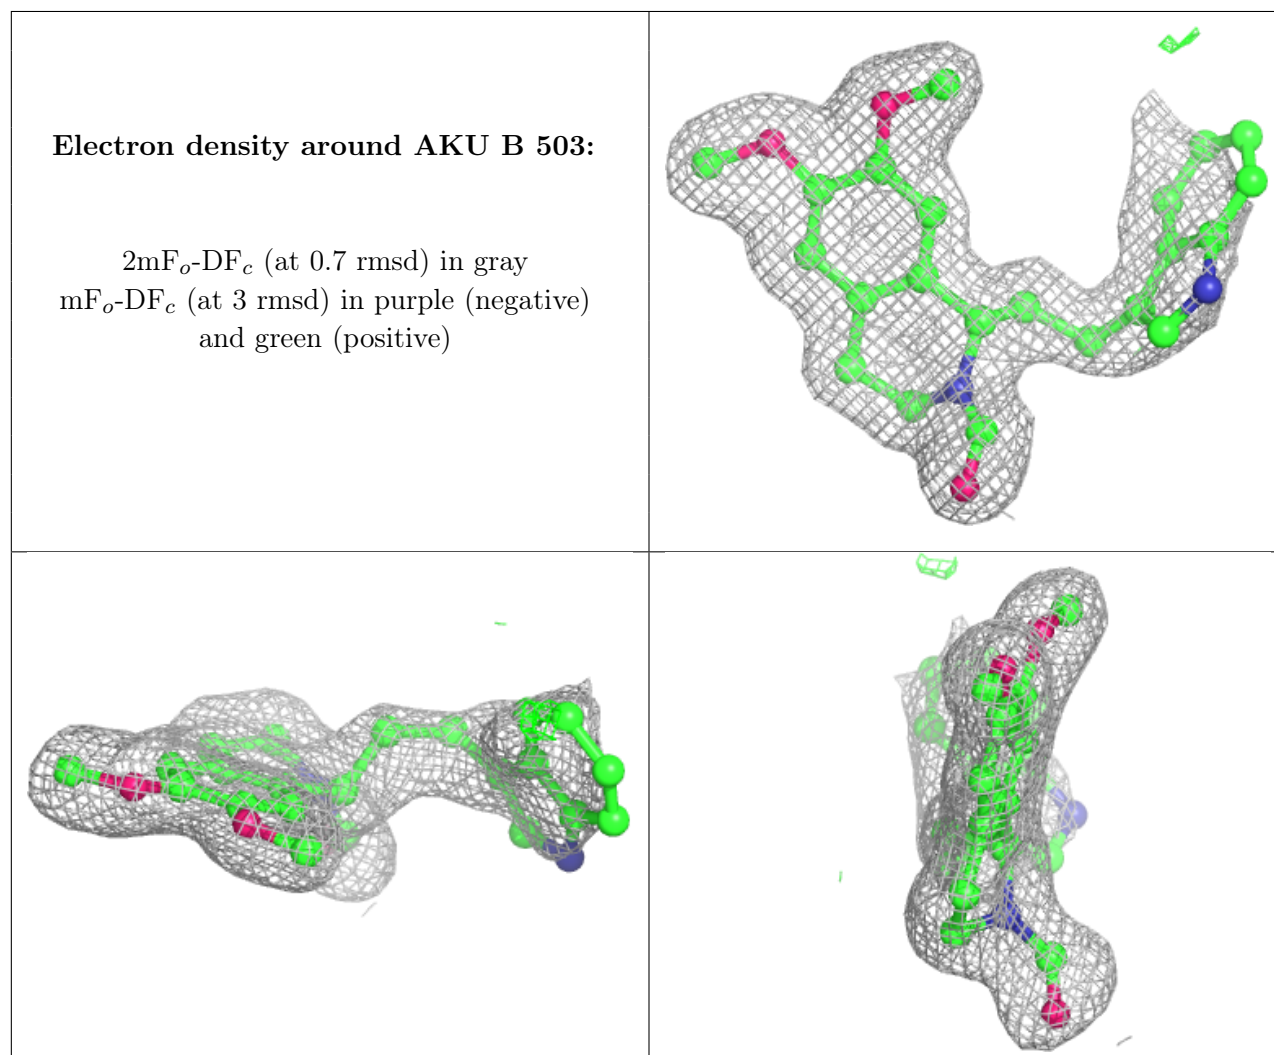 Electron density around AKU B 503:
2mFₒ-DF𝒸 (at 0.7 rmsd) in gray
mFₒ-DF𝒸 (at 3 rmsd) in purple (negative)
and green (positive)